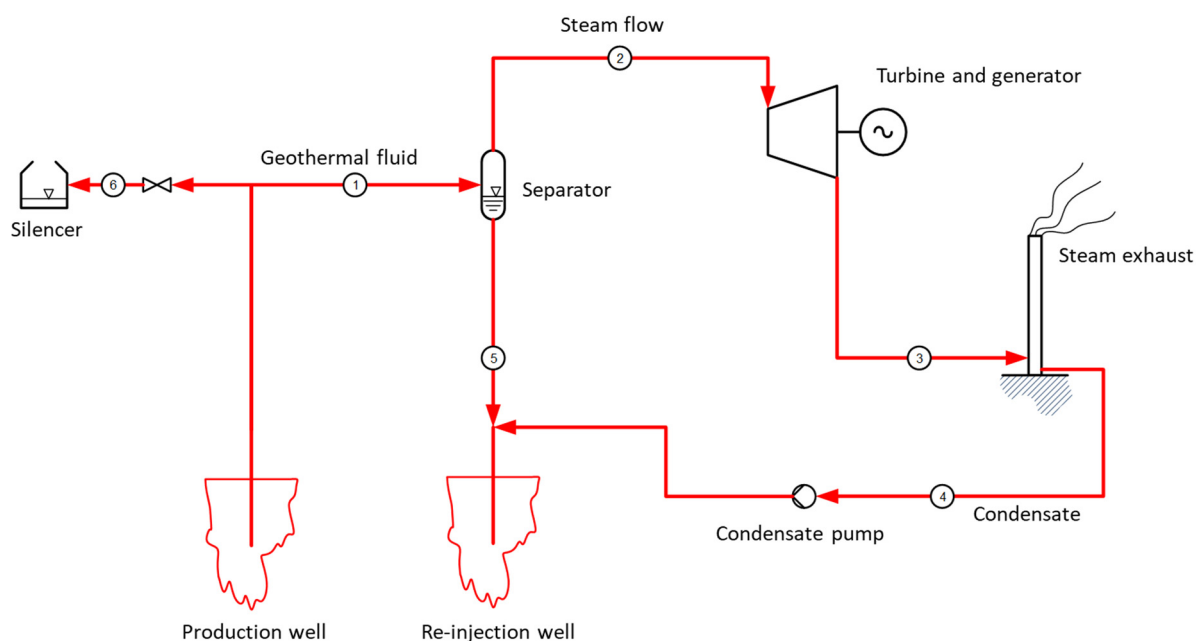 Steam flow
2
Turbine and generator
Geothermal fluid
6
1
Separator
Silencer
Steam exhaust
5
3
4
Condensate
Condensate pump
Production well
Re-injection well